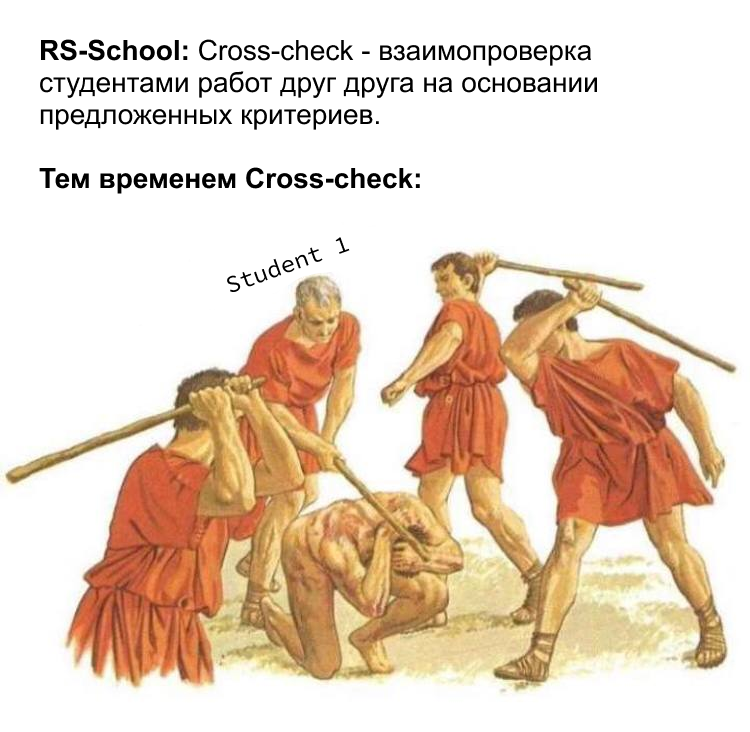 RS-School: Cross-check - взаимопроверка
студентами работ друг друга на основании
предложенных критериев.
Тем временем Cross-check:
Student 1